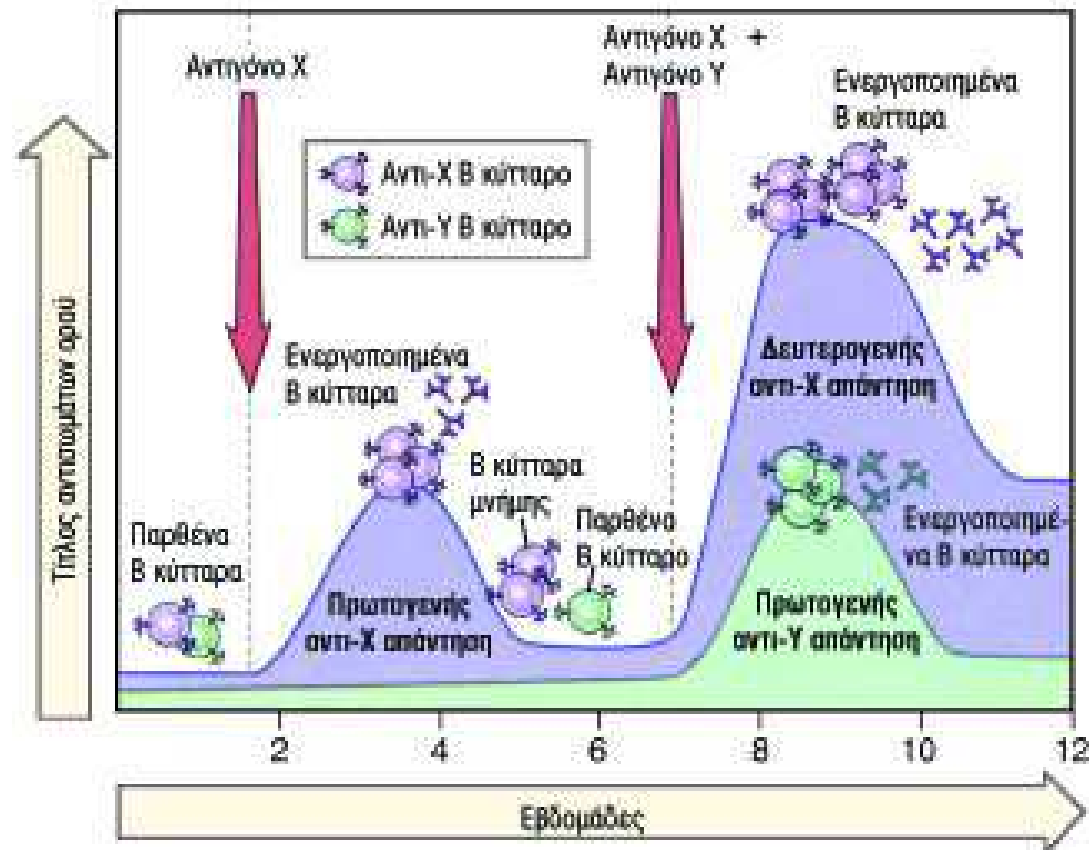 Αντιγόνο Χ
Αντιγόνο Χ +
Αντιγόνο Υ
Ενεργοποιημένα
Β κύτταρα
Αντι-Χ Β κύτταρο
Αντι-Υ Β κύτταρο
Τίτλος αντισωμάτων ορού
Ενεργοποιημένα
Β κύτταρα
Δευτερογενής
αντι-Χ απάντηση
Β κύτταρα
μνήμης
Παρθένα
Β κύτταρα
Παρθένα
Β κύτταρο
Ενεργοποιημέ-
να Β κύτταρα
Πρωτογενής
αντι-Χ απάντηση
Πρωτογενής
αντι-Υ απάντηση
2 4 6 8 10 12
Εβδομάδες